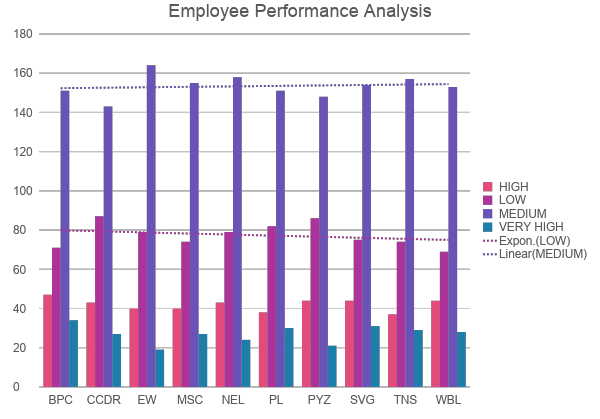 Employee Performance Analysis
180
160
140
120
100
80
60
40
20
0
BPC CCDR EW MSC NEL PL PYZ SVG TNS WBL
HIGH
LOW
MEDIUM
VERY HIGH
Expon.(LOW)
Linear(MEDIUM)